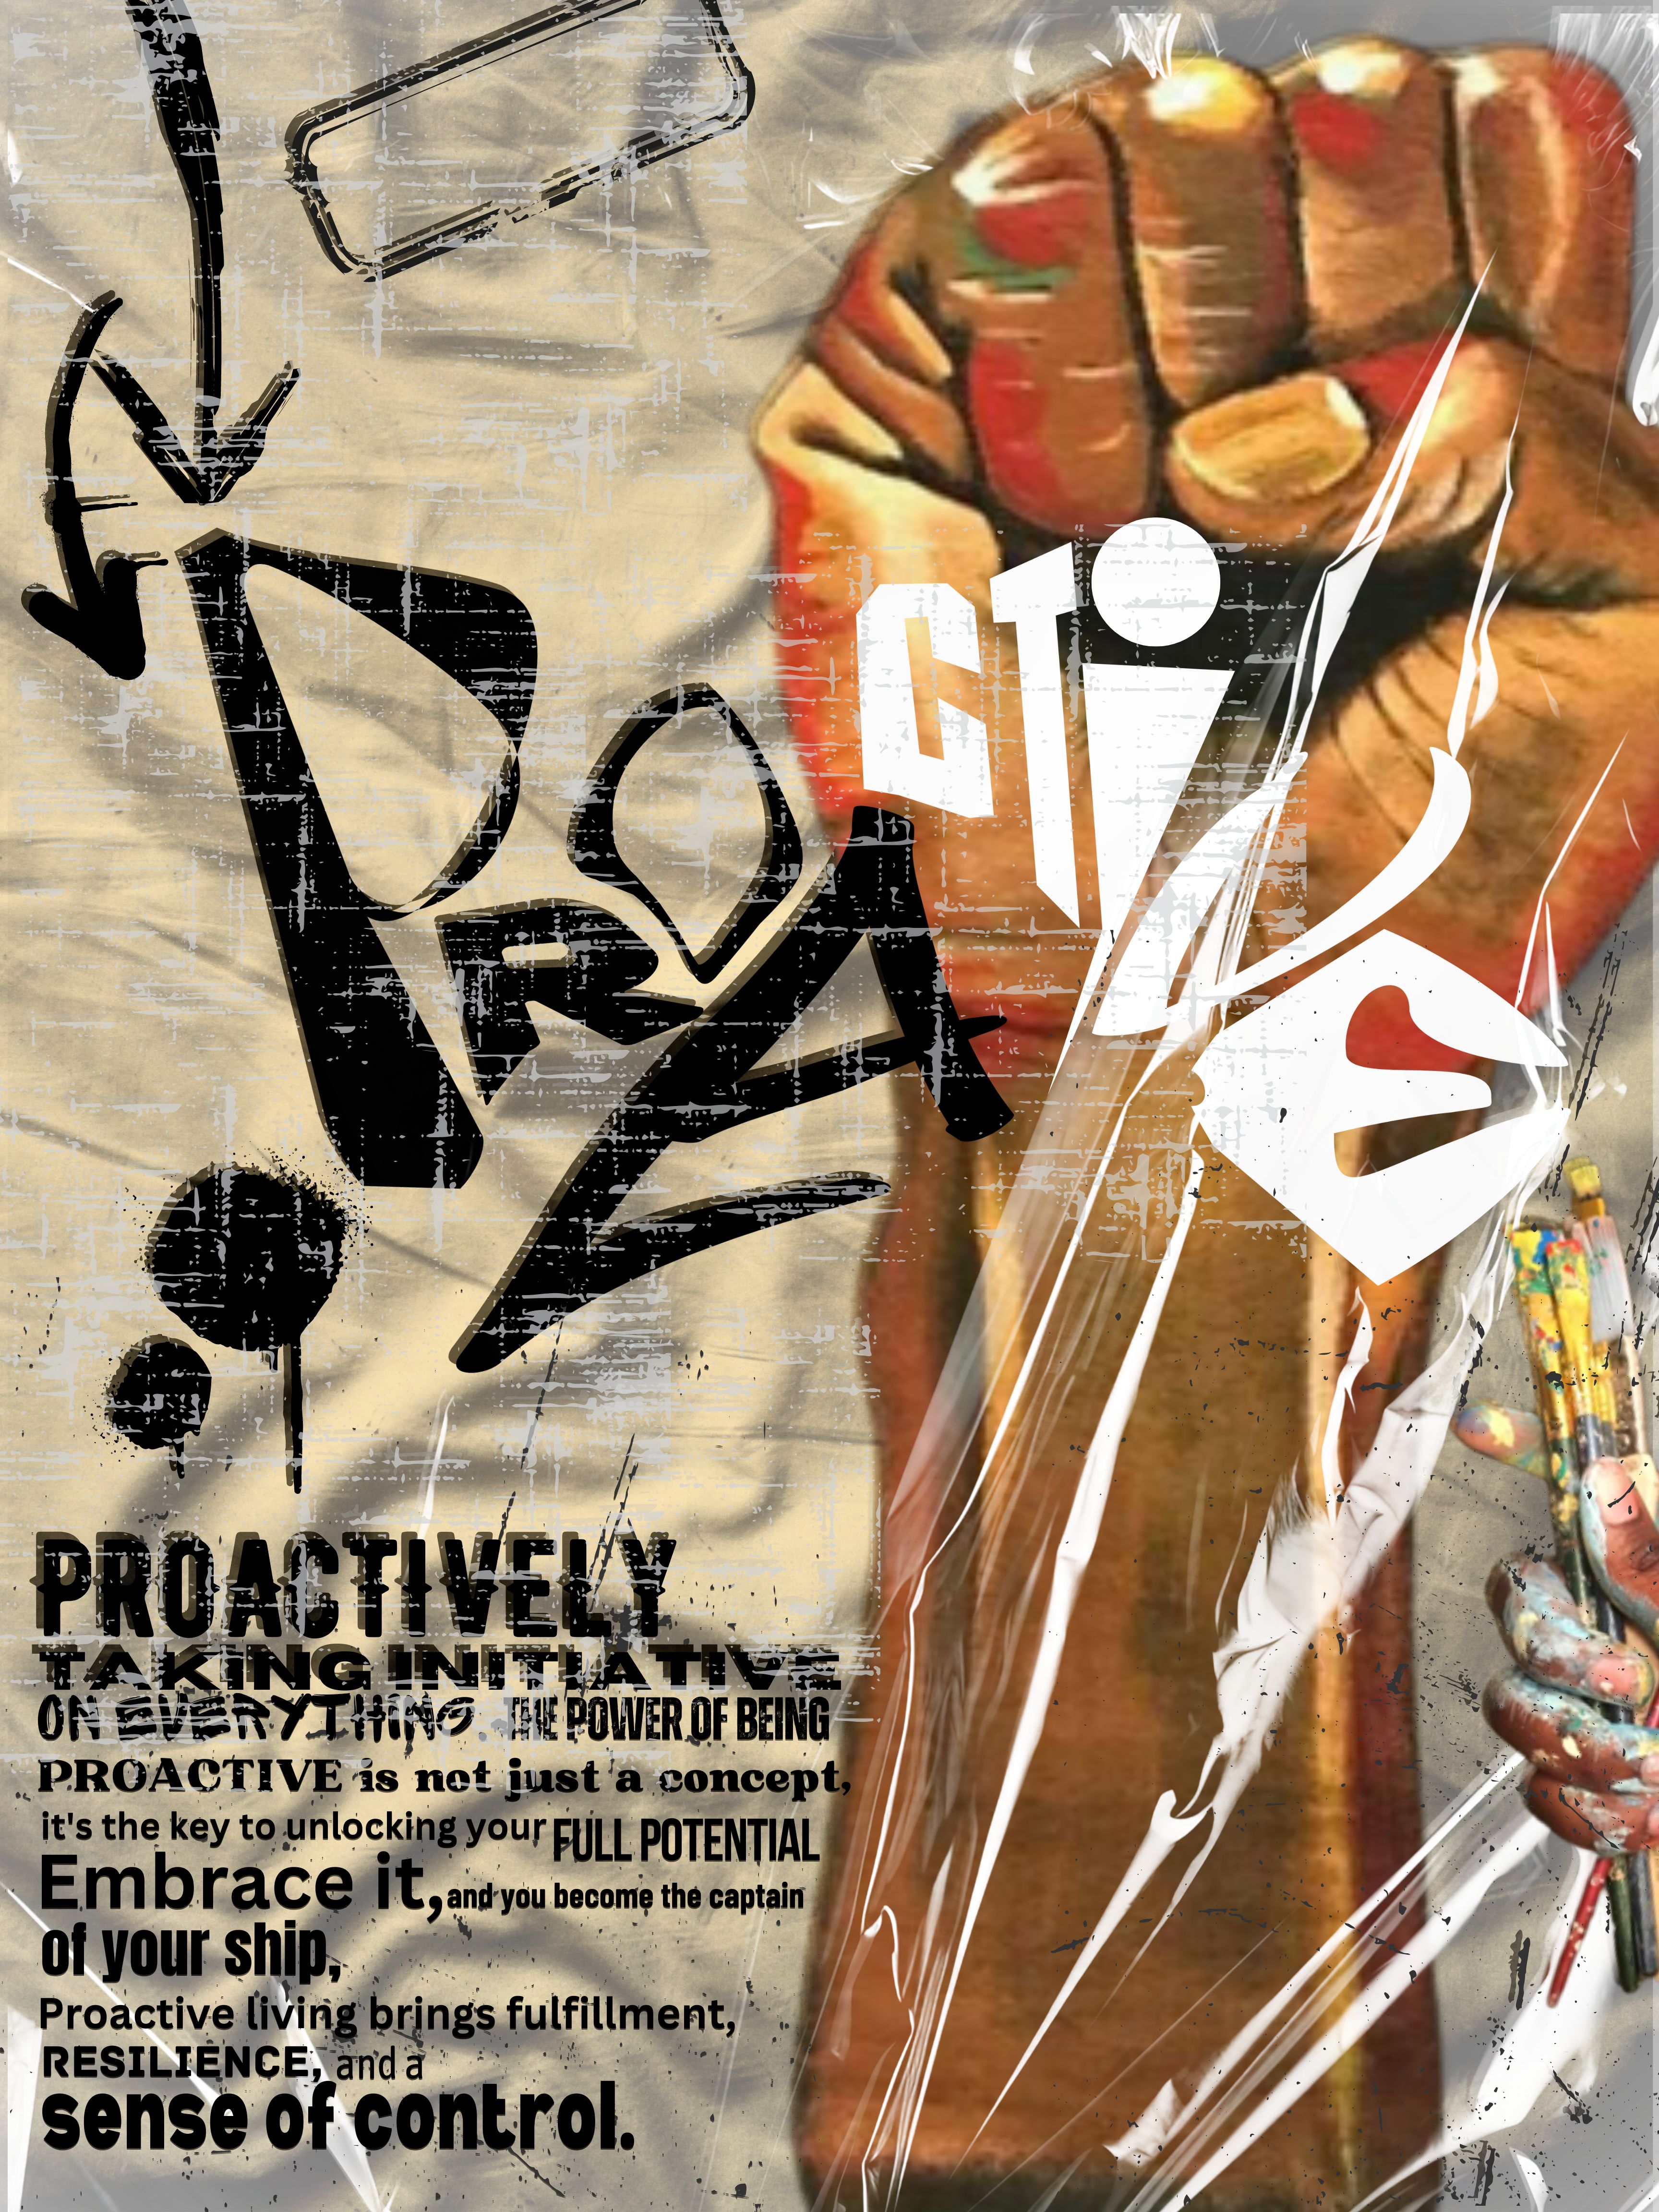 PROACTIVE
PROACTIVELY
TAKING INITIATIVE
ON EVERYTHING. THE POWER OF BEING
PROACTIVE is not just a concept,
it's the key to unlocking your FULL POTENTIAL
Embrace it, and you become the captain
of your ship,
Proactive living brings fulfillment,
RESILIENCE, and a
sense of control.